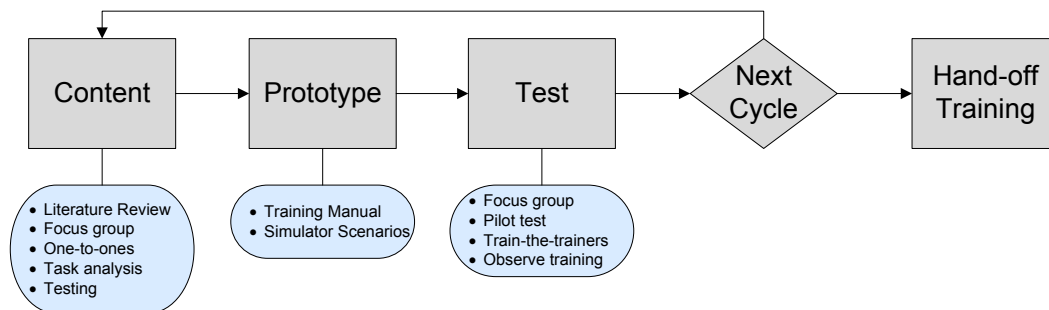 Content
Prototype
Test
Next
Cycle
Hand-off
Training
• Literature Review
• Focus group
• One-to-ones
• Task analysis
• Testing
• Training Manual
• Simulator Scenarios
• Focus group
• Pilot test
• Train-the-trainers
• Observe training